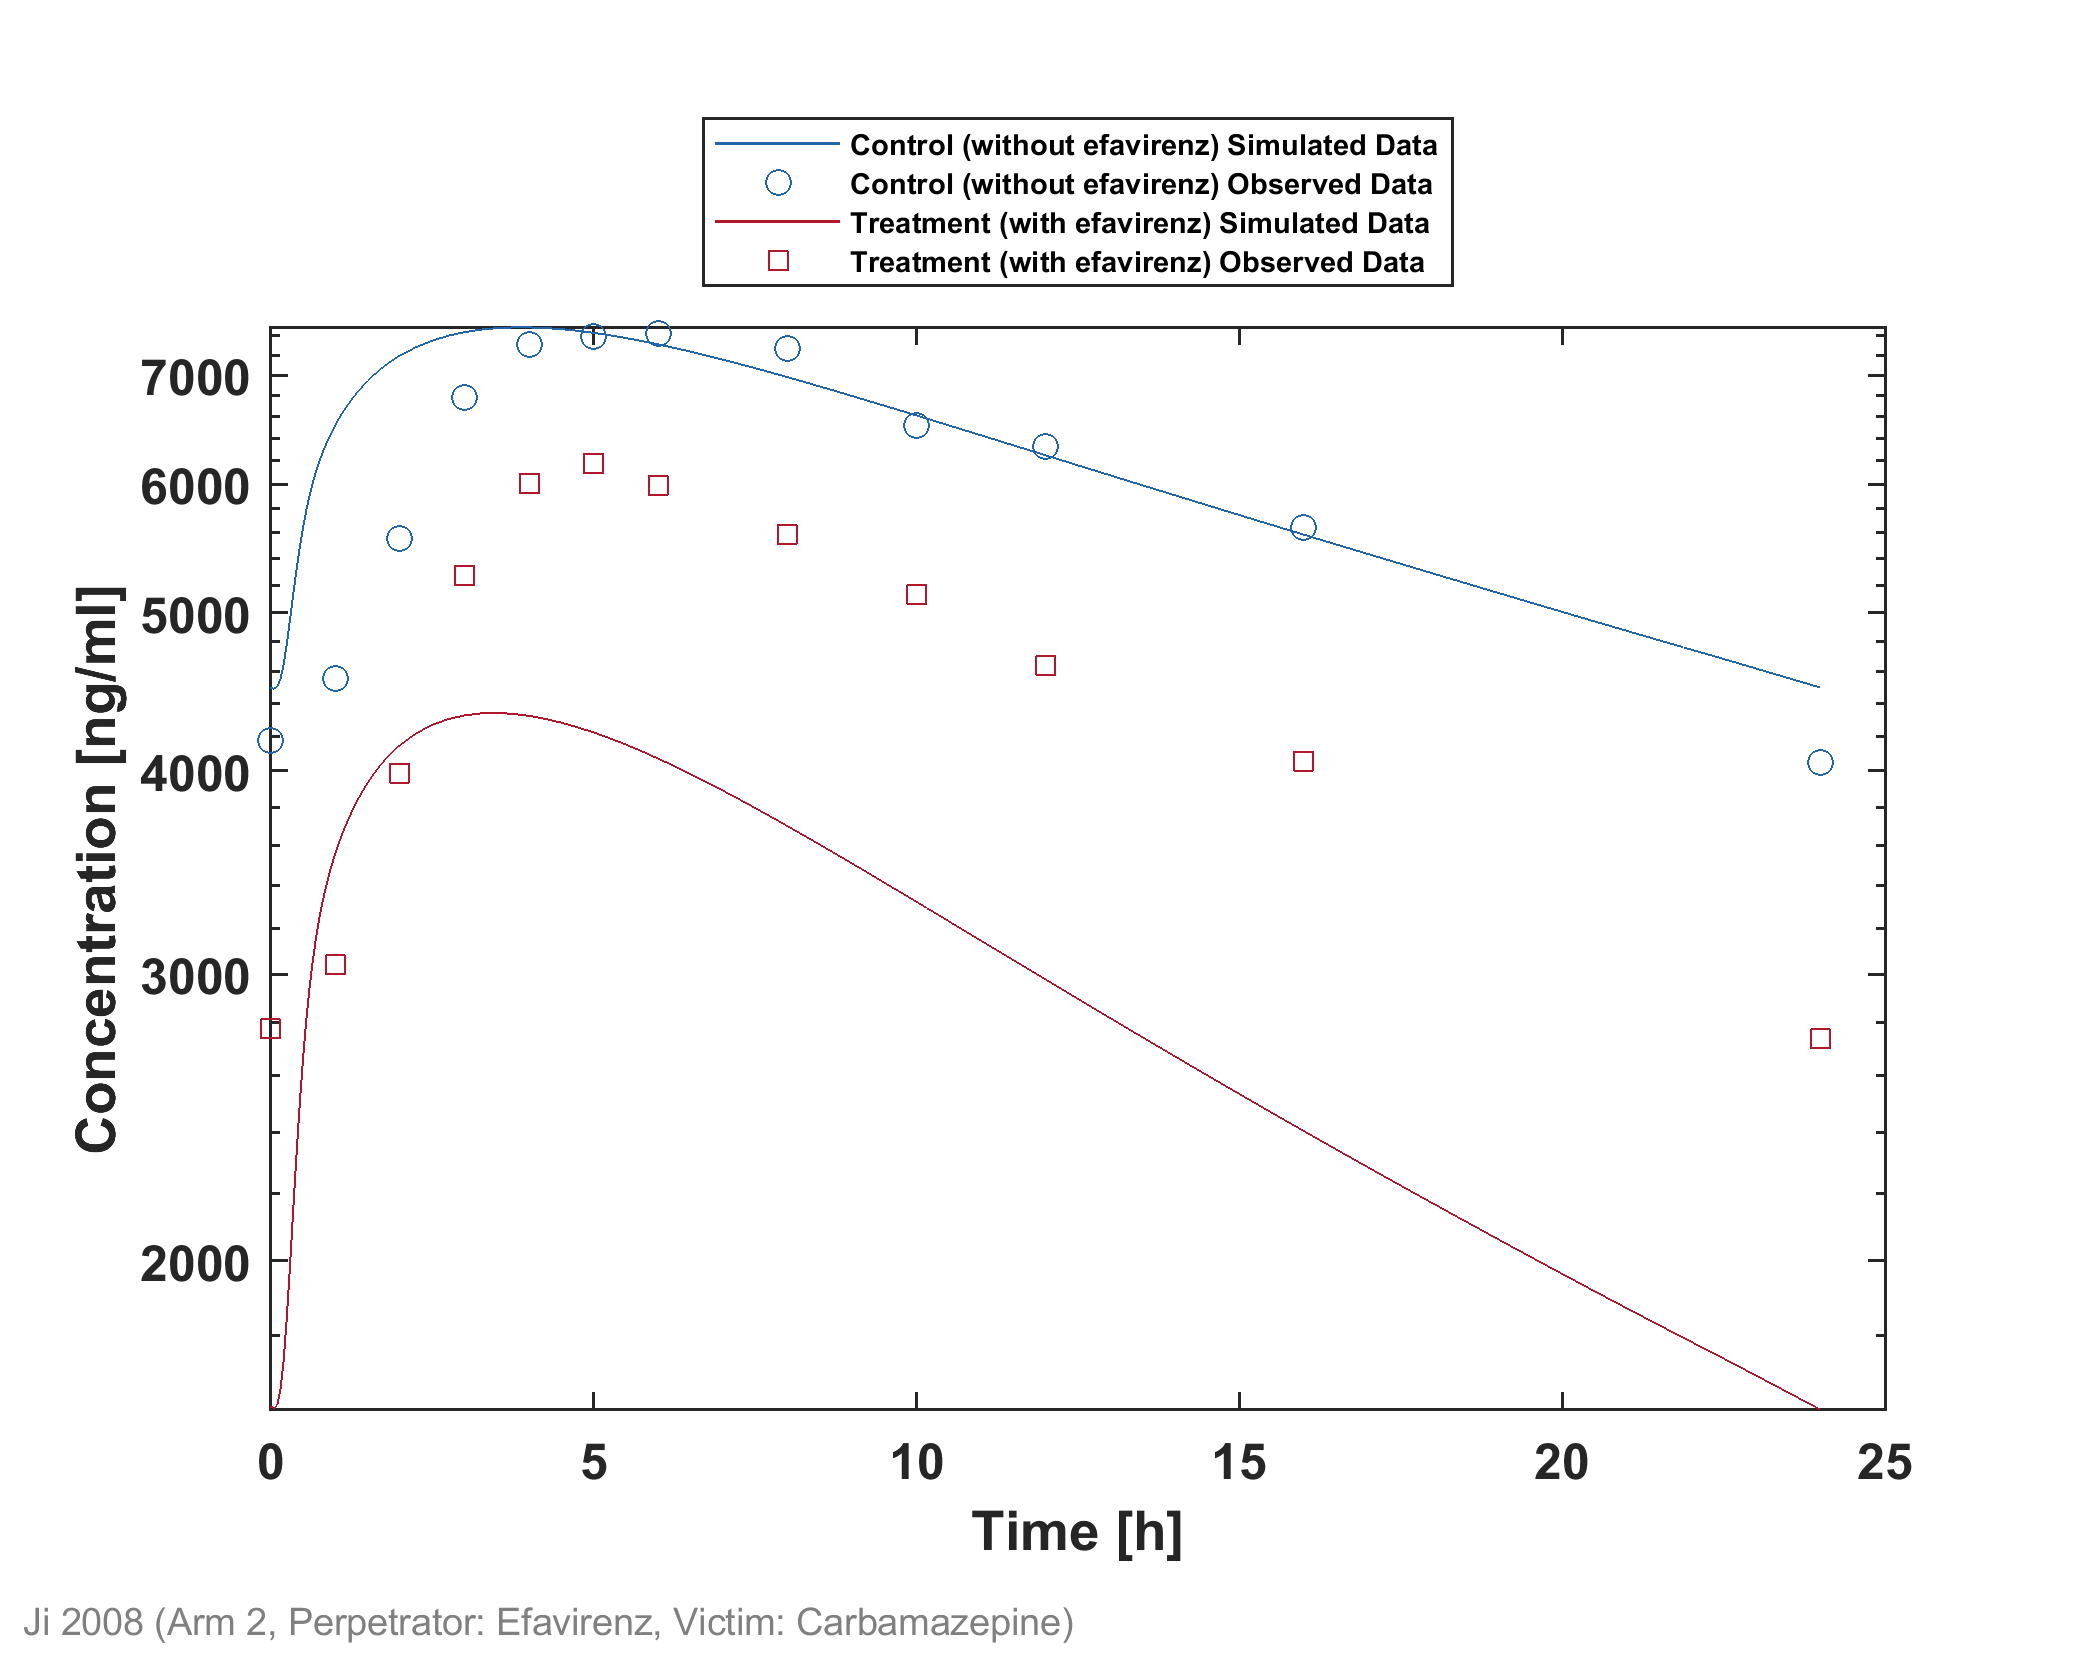 Control (without efavirenz) Simulated Data
Control (without efavirenz) Observed Data
Treatment (with efavirenz) Simulated Data
Treatment (with efavirenz) Observed Data
7000
6000
5000
4000
3000
2000
Concentration [ng/ml]
0 5 10 15 20 25
Time [h]
Ji 2008 (Arm 2, Perpetrator: Efavirenz, Victim: Carbamazepine)